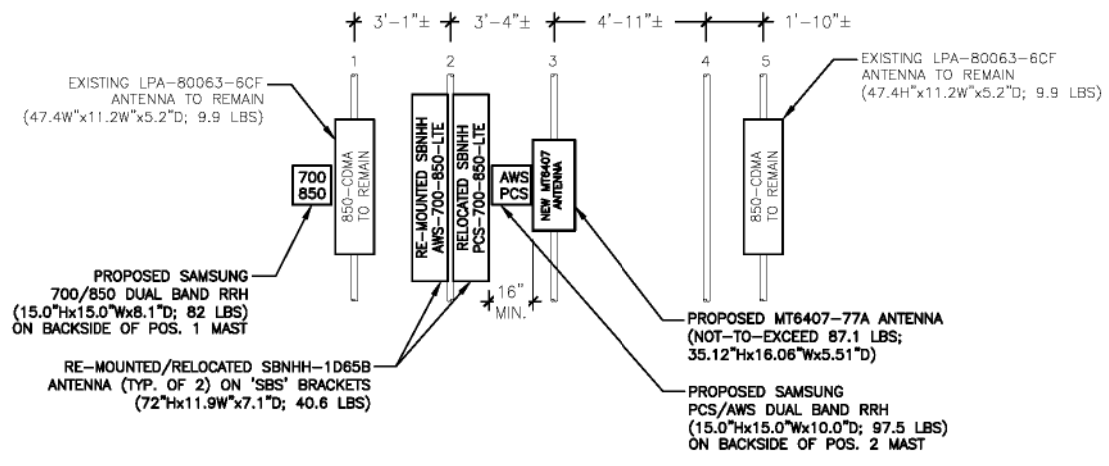 3'-1"± 3'-4"± 4'-11"± 1'-10"±
1 2 3 4 5
EXISTING LPA-80063-6CF
ANTENNA TO REMAIN
(47.4W"x11.2W"x5.2"D; 9.9 LBS)
EXISTING LPA-80063-6CF
ANTENNA TO REMAIN
(47.4H"x11.2W"x5.2"D; 9.9 LBS)
700
850
850-CDMA
TO REMAIN
RE-MOUNTED SBNHH
AWS-700-850-LTE
RELOCATED SBNHH
PCS-700-850-LTE
AWS
PCS
NEW MT6407
ANTENNA
850-CDMA
TO REMAIN
PROPOSED SAMSUNG
700/850 DUAL BAND RRH
(15.0"Hx15.0"Wx8.1"D; 82 LBS)
ON BACKSIDE OF POS. 1 MAST
16"
MIN.
PROPOSED MT6407-77A ANTENNA
(NOT-TO-EXCEED 87.1 LBS;
35.12"Hx16.06"Wx5.51"D)
RE-MOUNTED/RELOCATED SBNHH-1D65B
ANTENNA (TYP. OF 2) ON 'SBS' BRACKETS
(72"Hx11.9W"x7.1"D; 40.6 LBS)
PROPOSED SAMSUNG
PCS/AWS DUAL BAND RRH
(15.0"Hx15.0"Wx10.0"D; 97.5 LBS)
ON BACKSIDE OF POS. 2 MAST